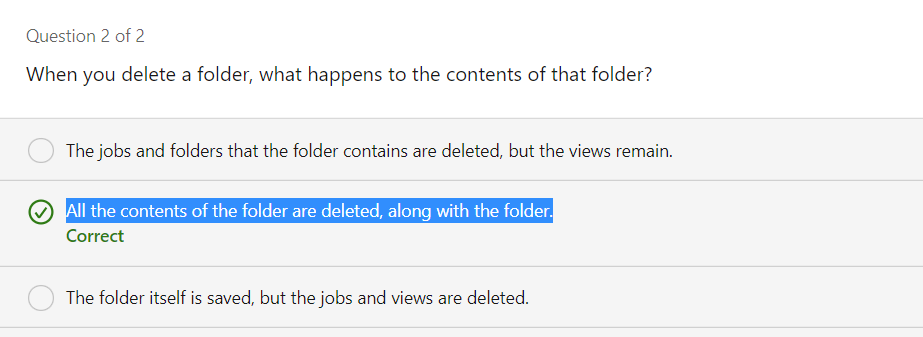 Question 2 of 2
When you delete a folder, what happens to the contents of that folder?
The jobs and folders that the folder contains are deleted, but the views remain.
All the contents of the folder are deleted, along with the folder.
Correct
The folder itself is saved, but the jobs and views are deleted.